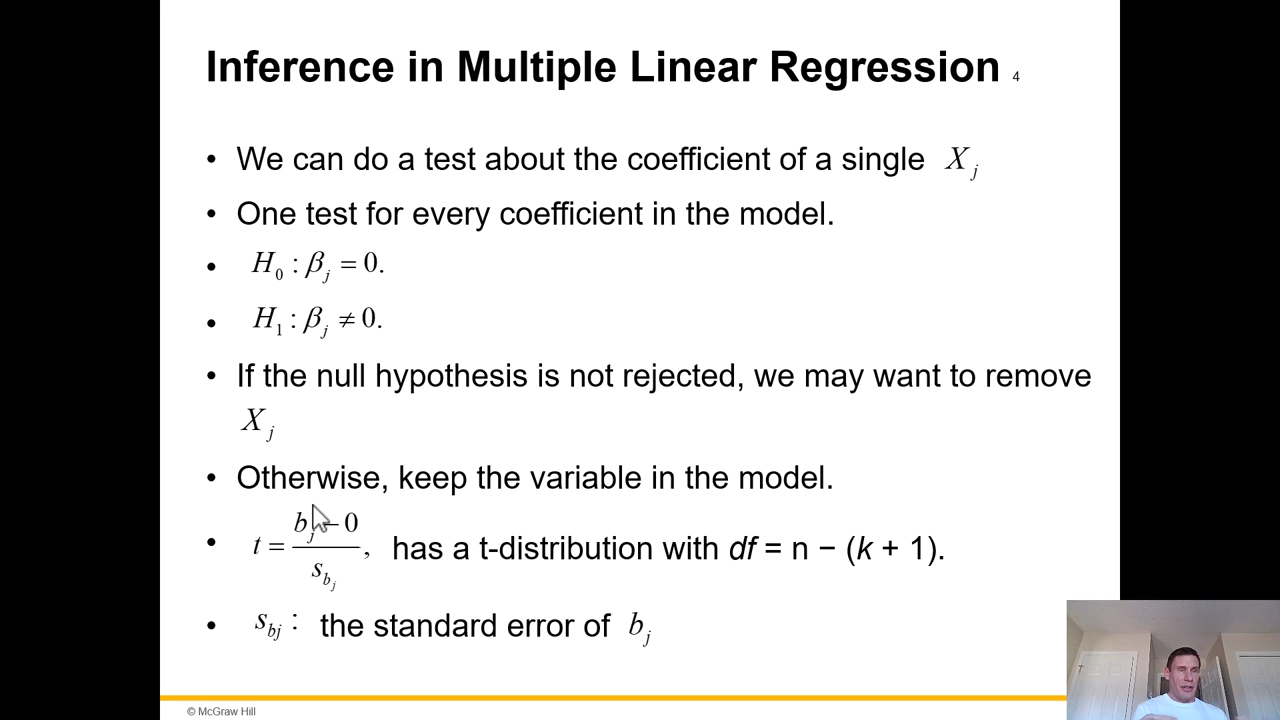 Inference in Multiple Linear Regression 4
• We can do a test about the coefficient of a single X_j
• One test for every coefficient in the model.
• H_0 : β_j = 0.
• H_1 : β_j ≠ 0.
• If the null hypothesis is not rejected, we may want to remove
X_j
• Otherwise, keep the variable in the model.
• t = (b_j − 0) / s_{b_j}, has a t-distribution with df = n − (k + 1).
• s_{bj} : the standard error of b_j
© McGraw Hill